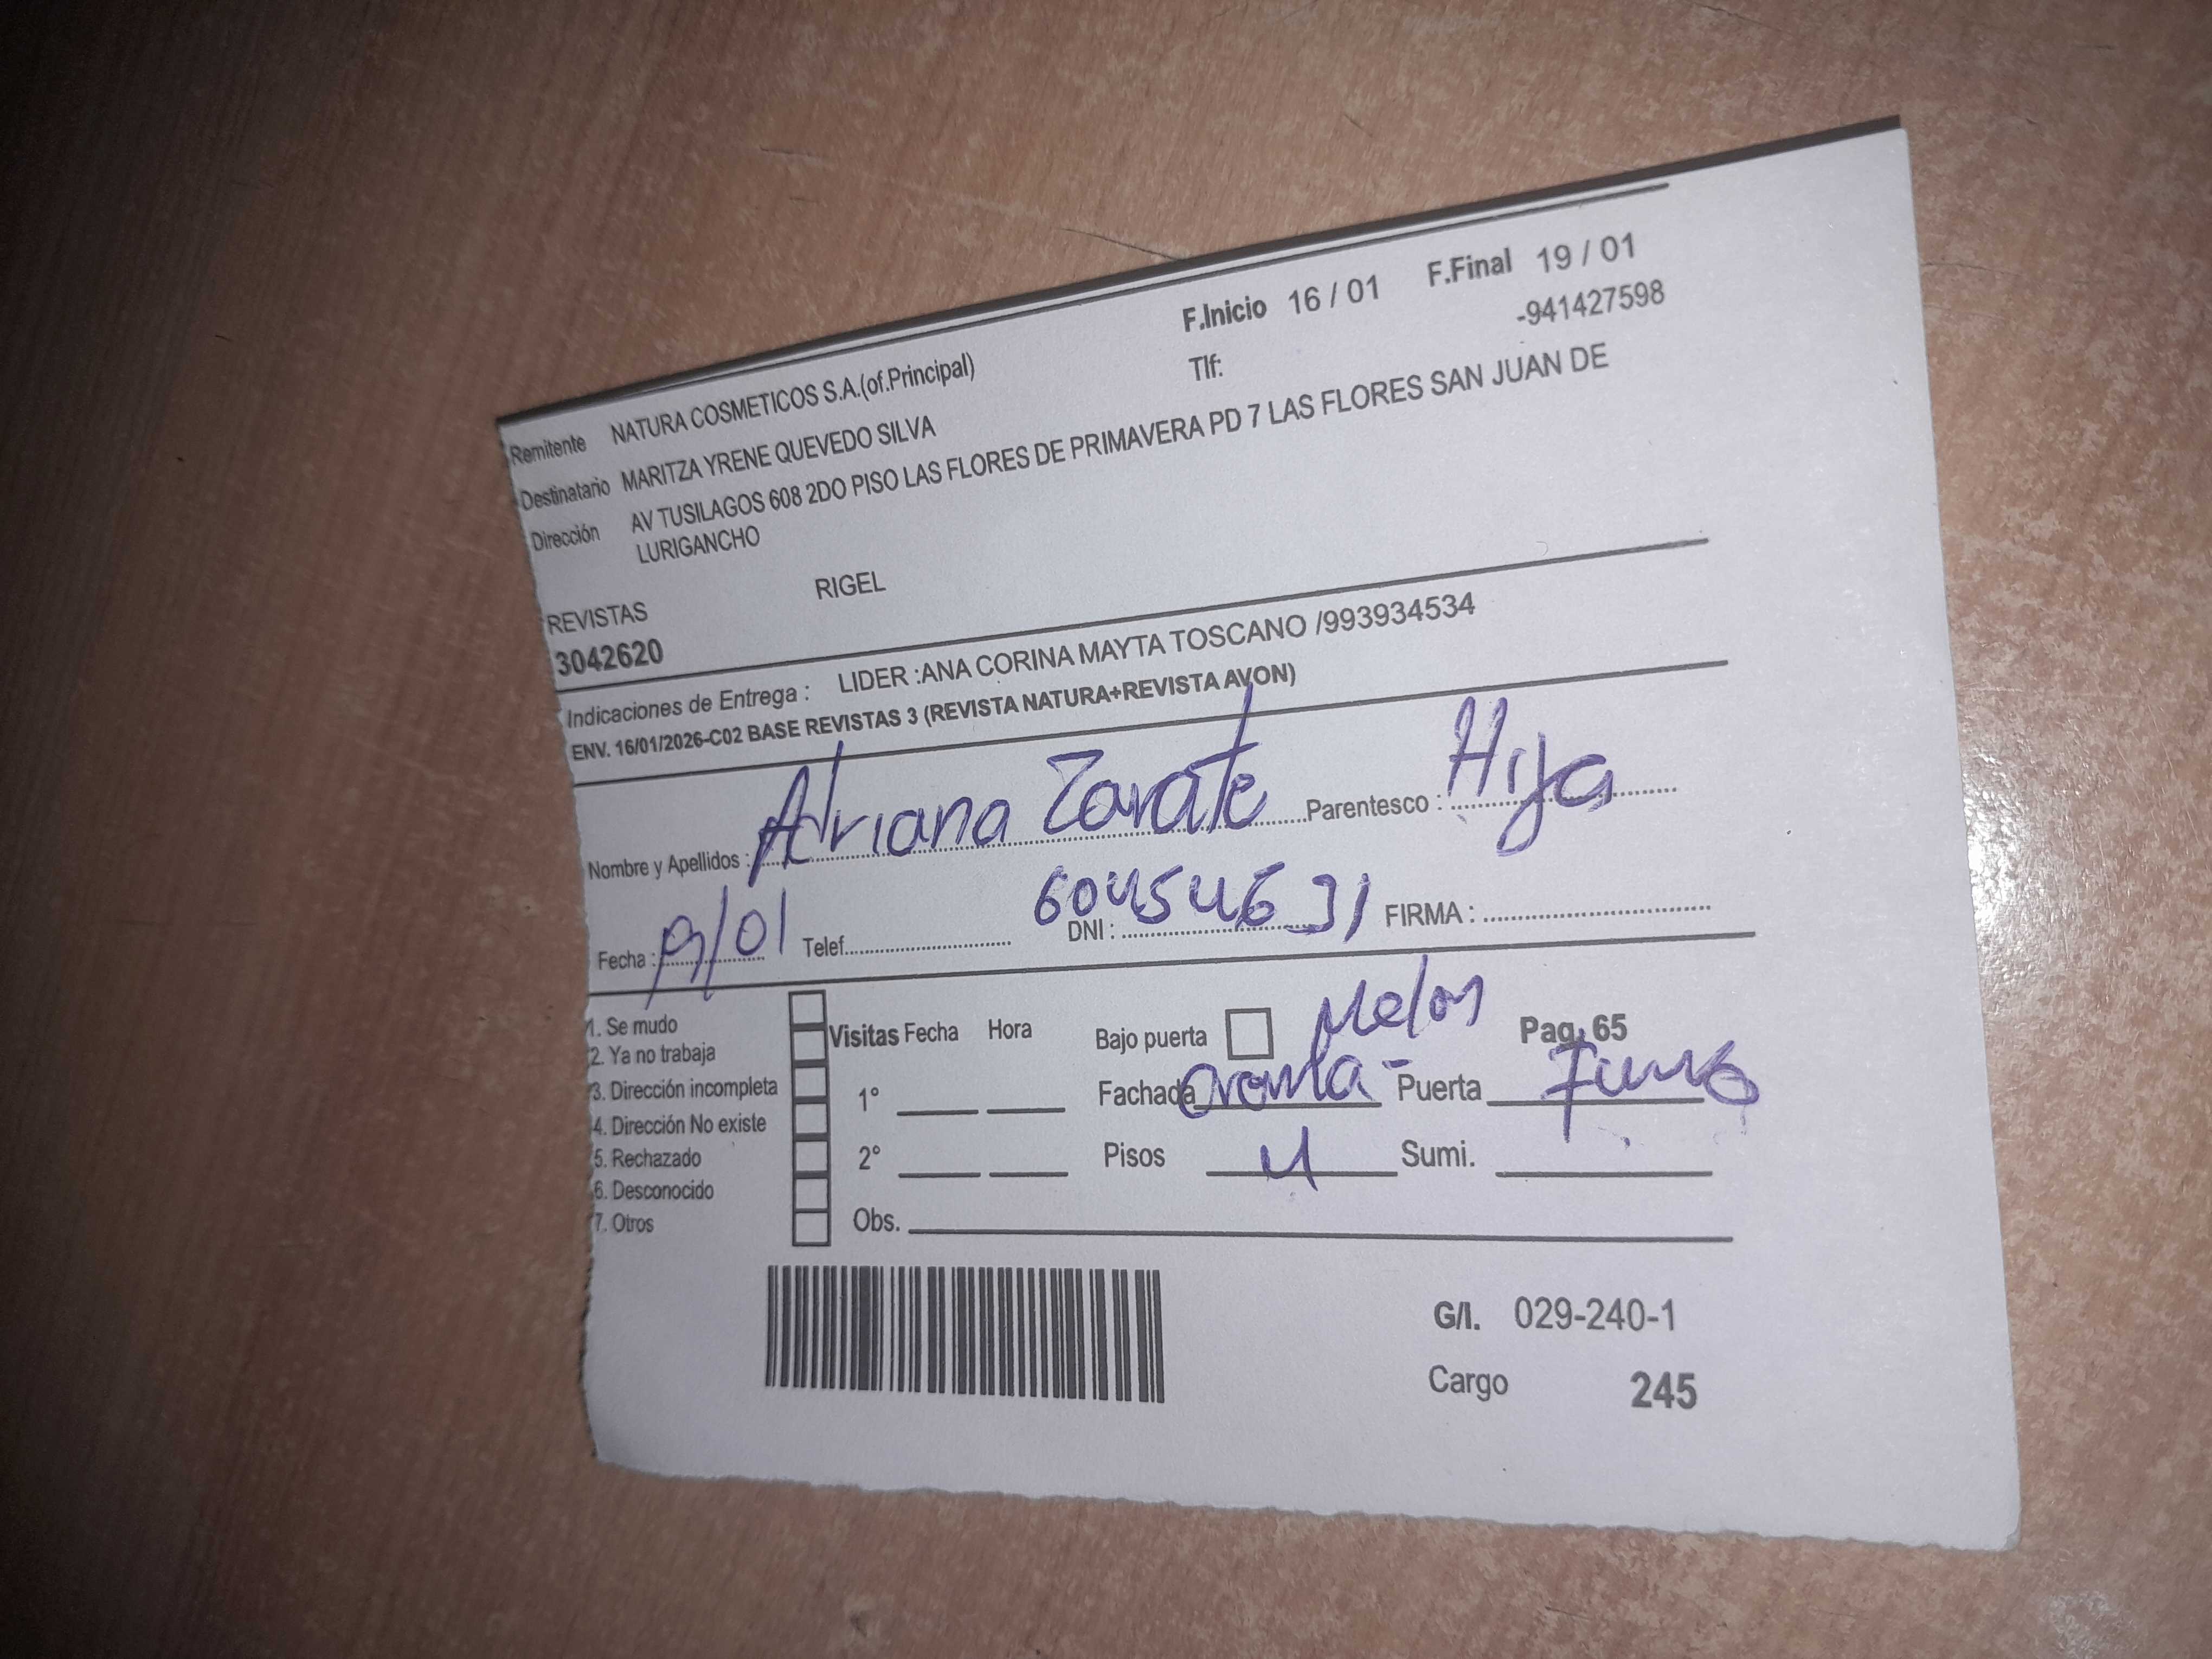 F.Inicio 16 / 01 F.Final 19 / 01
Remitente NATURA COSMETICOS S.A.(of.Principal) Tlf: -941427598
Destinatario MARITZA YRENE QUEVEDO SILVA
Dirección AV TUSILAGOS 608 2DO PISO LAS FLORES DE PRIMAVERA PD 7 LAS FLORES SAN JUAN DE
LURIGANCHO
REVISTAS RIGEL
3042620
Indicaciones de Entrega : LIDER :ANA CORINA MAYTA TOSCANO /993934534
ENV. 16/01/2026-C02 BASE REVISTAS 3 (REVISTA NATURA+REVISTA AVON)
Nombre y Apellidos : Adriana Zarate Parentesco : Hija
Fecha : 19/01 Telef. DNI : 60454631 FIRMA :
1. Se mudo
2. Ya no trabaja
3. Dirección incompleta
4. Dirección No existe
5. Rechazado
6. Desconocido
7. Otros
Visitas Fecha Hora Bajo puerta Melon Pag. 65
1° Fachada Puerta
2° Pisos 4 Sumi.
Obs.
G/I. 029-240-1
Cargo 245